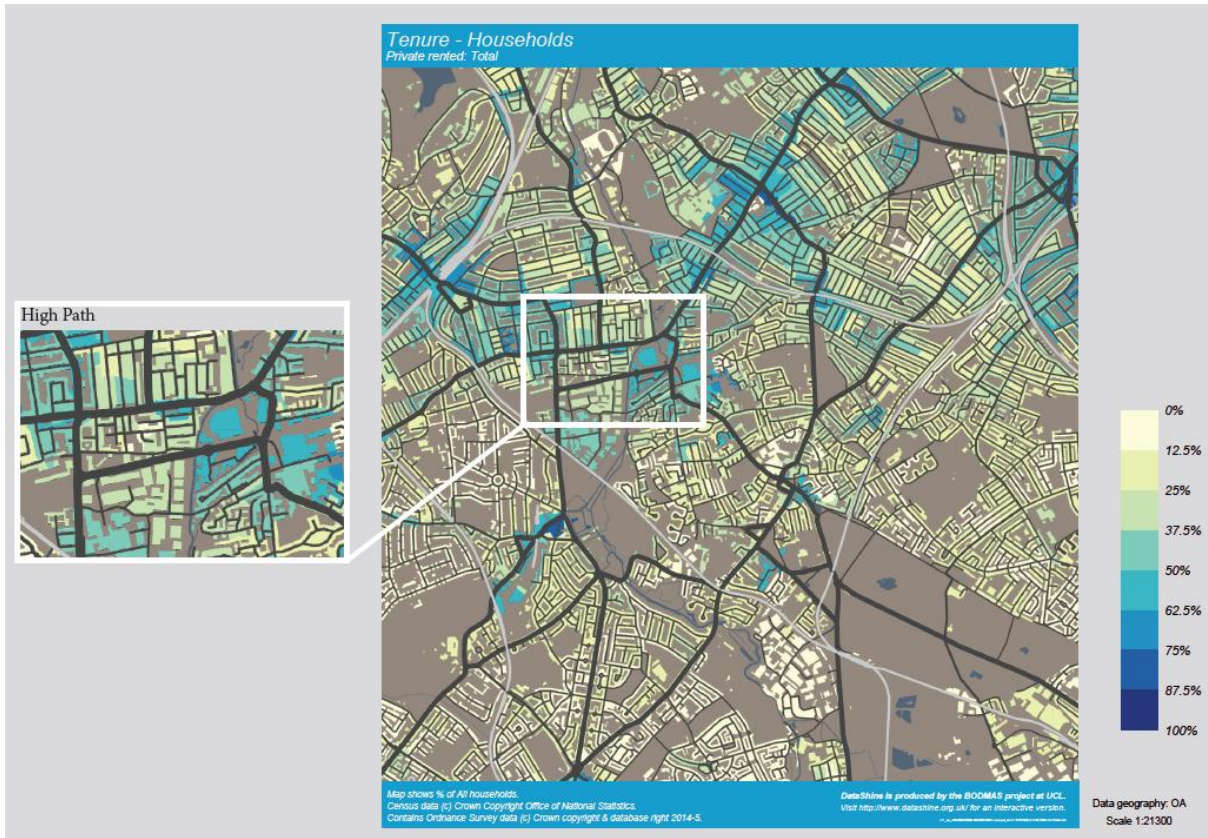 Tenure - Households
Private rented: Total
High Path
0%
12.5%
25%
37.5%
50%
62.5%
75%
87.5%
100%
Map shows % of All households.
Census data (c) Crown Copyright Office of National Statistics.
Contains Ordnance Survey data (c) Crown copyright & database right 2014-5.
DataShine is produced by the BODMAS project at UCL.
Visit http://www.datashine.org.uk/ for an interactive version.
Data geography: OA
Scale 1:21300